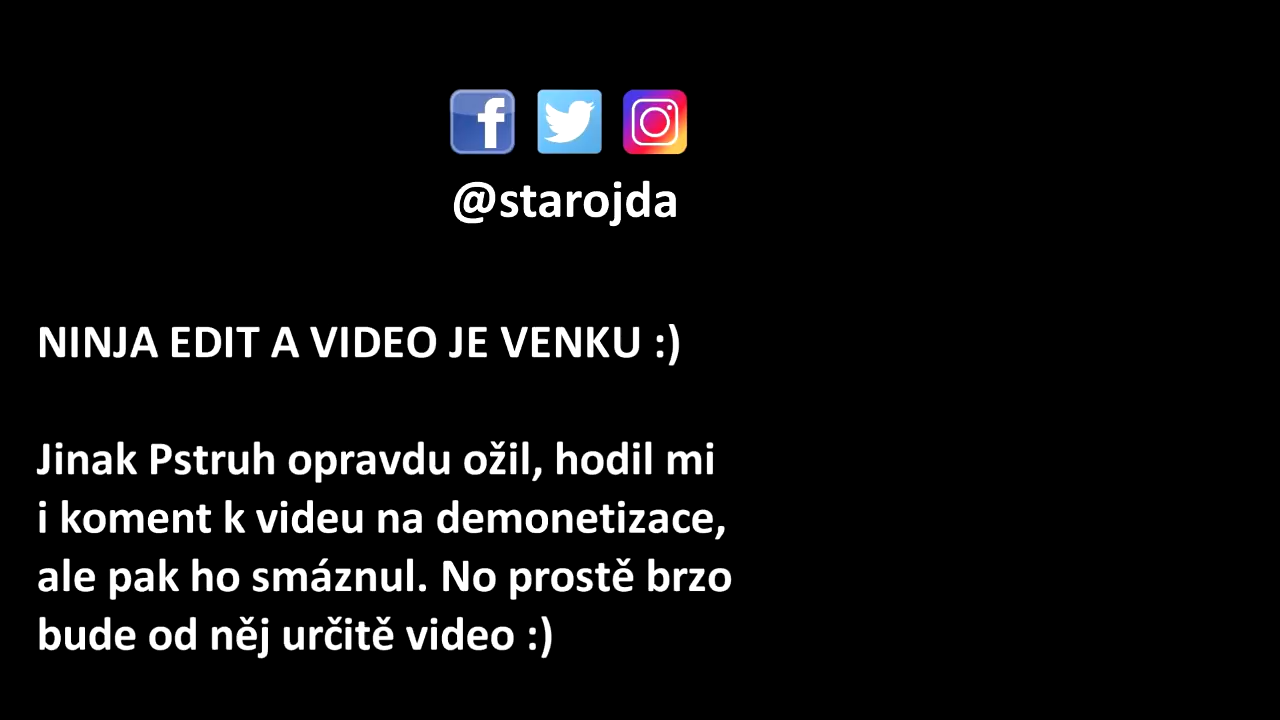 @starojda
NINJA EDIT A VIDEO JE VENKU :)
Jinak Pstruh opravdu ožil, hodil mi
i koment k videu na demonetizace,
ale pak ho smáznul. No prostě brzo
bude od něj určitě video :)